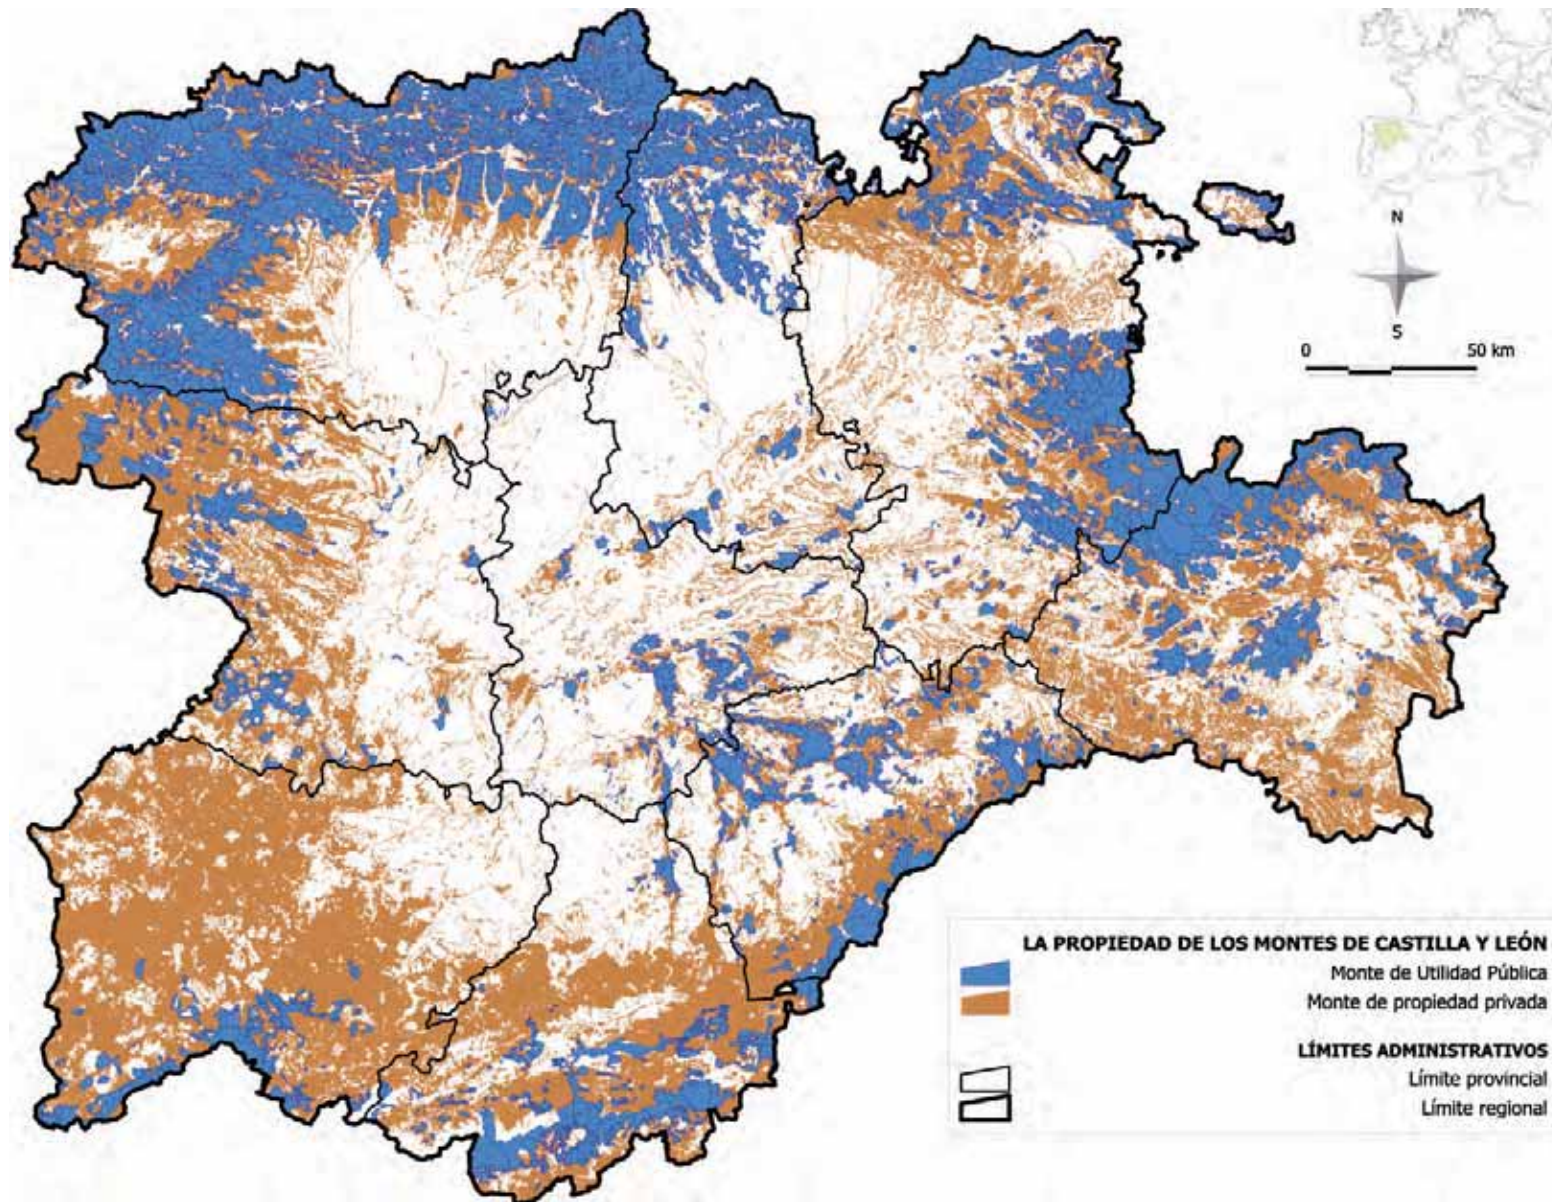 N
S
0 50 km
LA PROPIEDAD DE LOS MONTES DE CASTILLA Y LEÓN
Monte de Utilidad Pública
Monte de propiedad privada
LÍMITES ADMINISTRATIVOS
Límite provincial
Límite regional